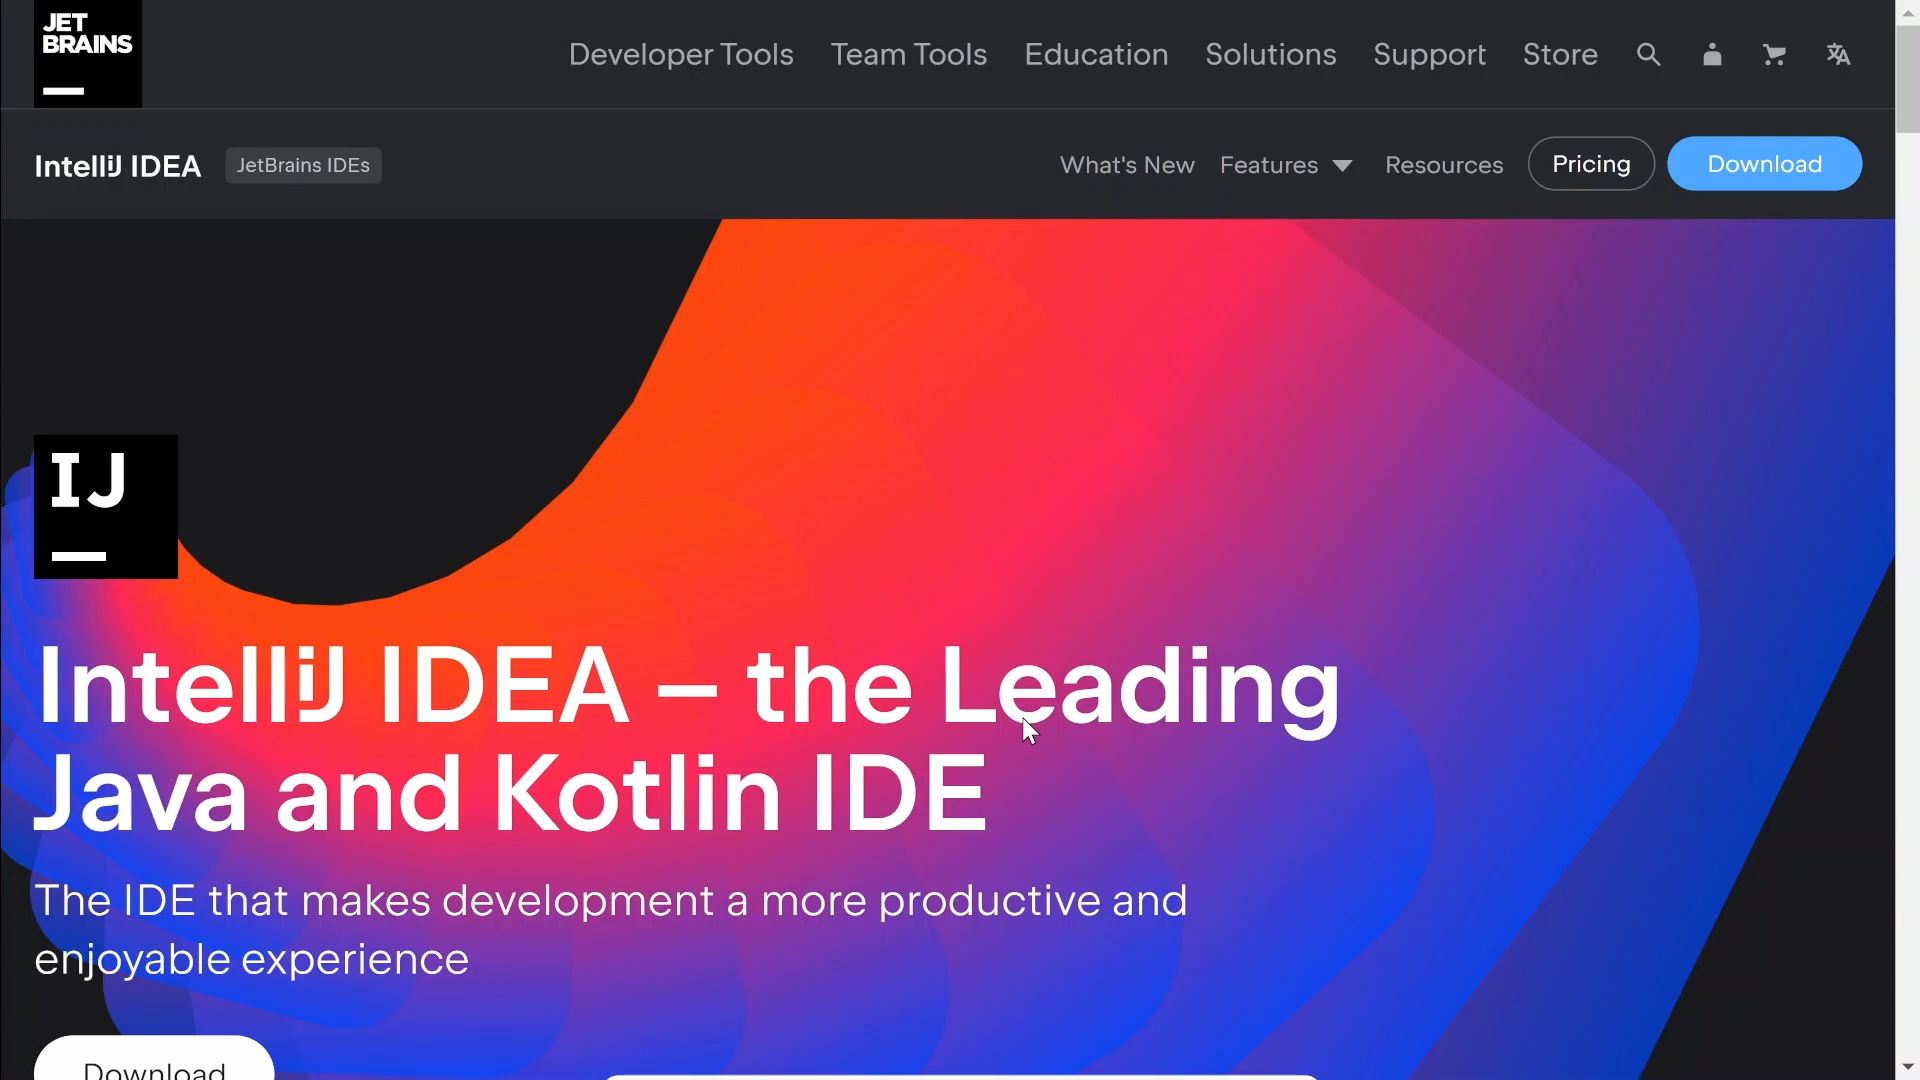 JET
BRAINS
Developer Tools Team Tools Education Solutions Support Store
IntelliJ IDEA JetBrains IDEs What's New Features Resources Pricing Download
IJ
IntelliJ IDEA – the Leading
Java and Kotlin IDE
The IDE that makes development a more productive and
enjoyable experience
Download